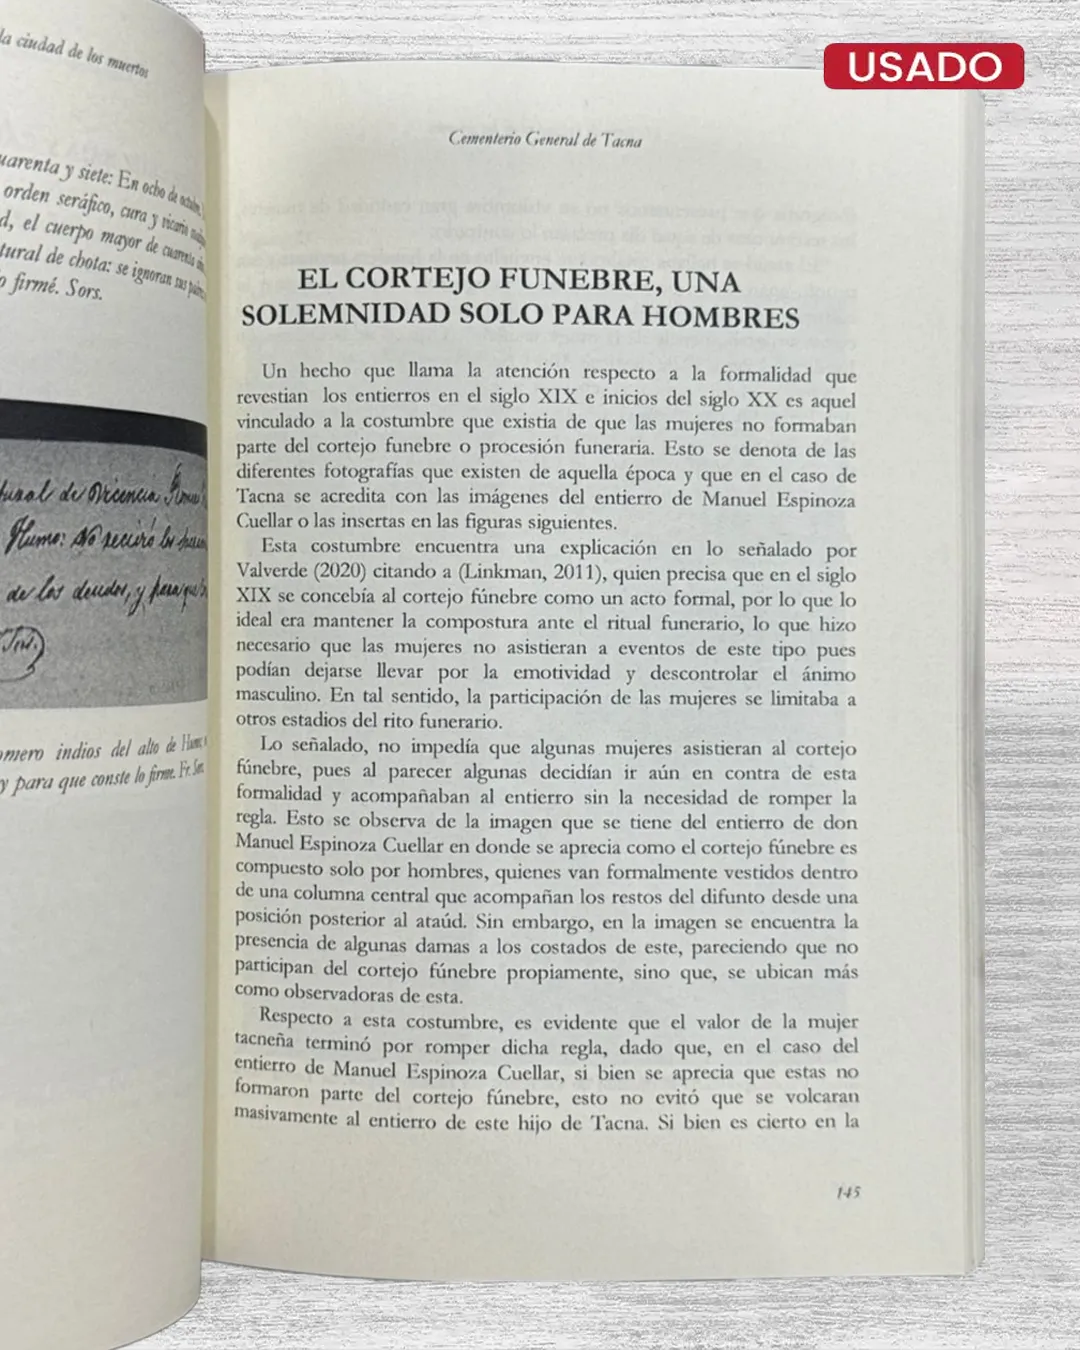 USADO
la ciudad de los muertos
uarenta y siete: En ocho de octubre
orden seráfico, cura y vicario
d, el cuerpo mayor de cuarenta
tural de chota: se ignoran sus padres
o firmé. Sors.
de Vicencia
Humo: No recivió los
de los deudos, y para que
Sors.
omero indios del alto de Humo,
y para que conste lo firme. Fr. Sors.
Cementerio General de Tacna
EL CORTEJO FUNEBRE, UNA
SOLEMNIDAD SOLO PARA HOMBRES
Un hecho que llama la atención respecto a la formalidad que
revestian los entierros en el siglo XIX e inicios del siglo XX es aquel
vinculado a la costumbre que existia de que las mujeres no formaban
parte del cortejo funebre o procesión funeraria. Esto se denota de las
diferentes fotografías que existen de aquella época y que en el caso de
Tacna se acredita con las imágenes del entierro de Manuel Espinoza
Cuellar o las insertas en las figuras siguientes.
Esta costumbre encuentra una explicación en lo señalado por
Valverde (2020) citando a (Linkman, 2011), quien precisa que en el siglo
XIX se concebía al cortejo fúnebre como un acto formal, por lo que lo
ideal era mantener la compostura ante el ritual funerario, lo que hizo
necesario que las mujeres no asistieran a eventos de este tipo pues
podían dejarse llevar por la emotividad y descontrolar el ánimo
masculino. En tal sentido, la participación de las mujeres se limitaba a
otros estadios del rito funerario.
Lo señalado, no impedía que algunas mujeres asistieran al cortejo
fúnebre, pues al parecer algunas decidían ir aún en contra de esta
formalidad y acompañaban al entierro sin la necesidad de romper la
regla. Esto se observa de la imagen que se tiene del entierro de don
Manuel Espinoza Cuellar en donde se aprecia como el cortejo fúnebre es
compuesto solo por hombres, quienes van formalmente vestidos dentro
de una columna central que acompañan los restos del difunto desde una
posición posterior al ataúd. Sin embargo, en la imagen se encuentra la
presencia de algunas damas a los costados de este, pareciendo que no
participan del cortejo fúnebre propiamente, sino que, se ubican más
como observadoras de esta.
Respecto a esta costumbre, es evidente que el valor de la mujer
tacneña terminó por romper dicha regla, dado que, en el caso del
entierro de Manuel Espinoza Cuellar, si bien se aprecia que estas no
formaron parte del cortejo fúnebre, esto no evitó que se volcaran
masivamente al entierro de este hijo de Tacna. Si bien es cierto en la
145